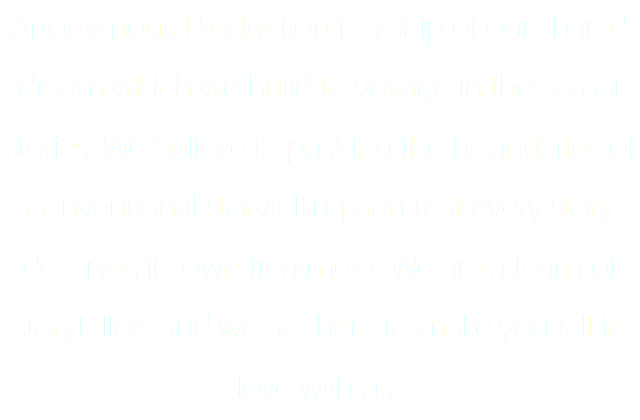 Anonymous Production is a ship of our shared
dream which we build to voyage in the sea of
stories. We believe in pushing the boundaries of
conventional storytelling and that every story
deserves its own treatment. We are a team of
storytellers and we are here to make you fall in
love with us.